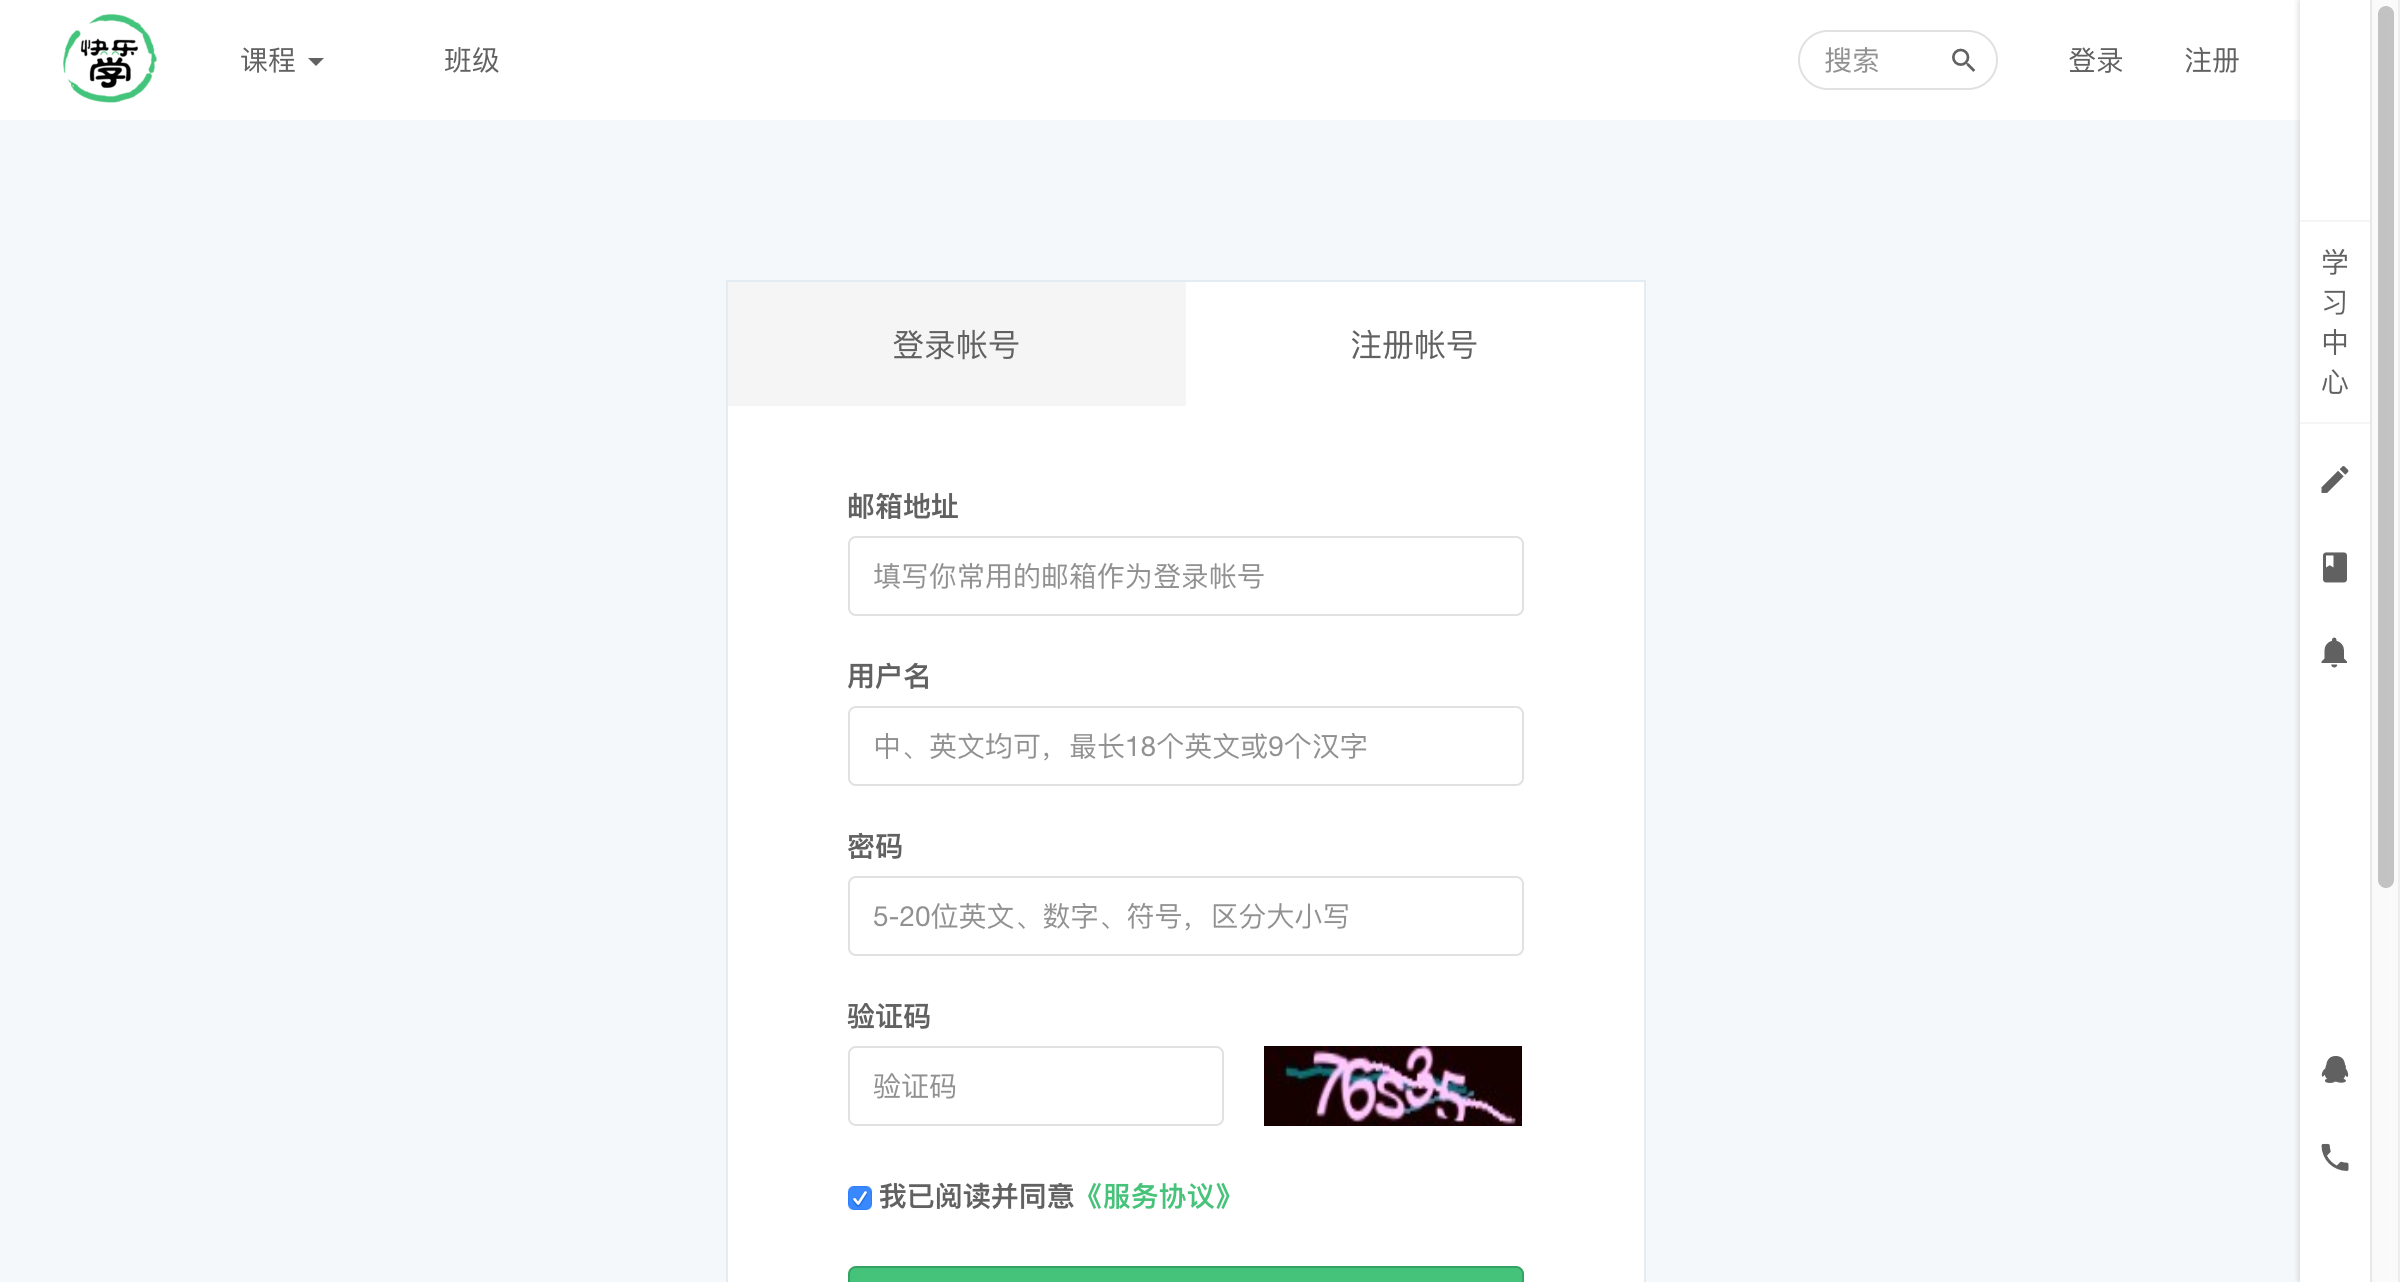 快乐
学
课程
班级
搜索
登录
注册
登录帐号
注册帐号
邮箱地址
填写你常用的邮箱作为登录帐号
用户名
中、英文均可，最长18个英文或9个汉字
密码
5-20位英文、数字、符号，区分大小写
验证码
验证码
76s35
我已阅读并同意《服务协议》
学
习
中
心